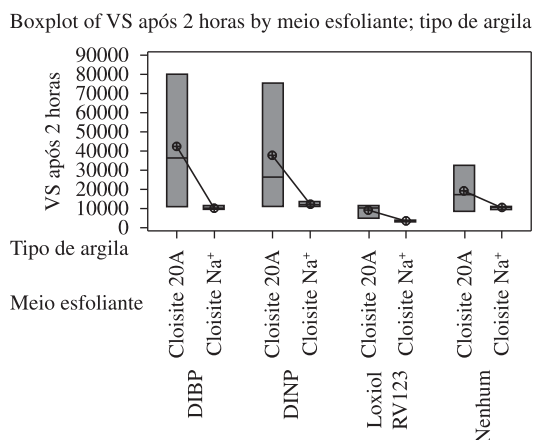 Boxplot of VS após 2 horas by meio esfoliante; tipo de argila
VS após 2 horas
90000
80000
70000
60000
50000
40000
30000
20000
10000
0
Tipo de argila
Cloisite 20A
Cloisite Na⁺
Cloisite 20A
Cloisite Na⁺
Cloisite 20A
Cloisite Na⁺
Cloisite 20A
Cloisite Na⁺
Meio esfoliante
DIBP
DINP
Loxiol
RV123
Nenhum